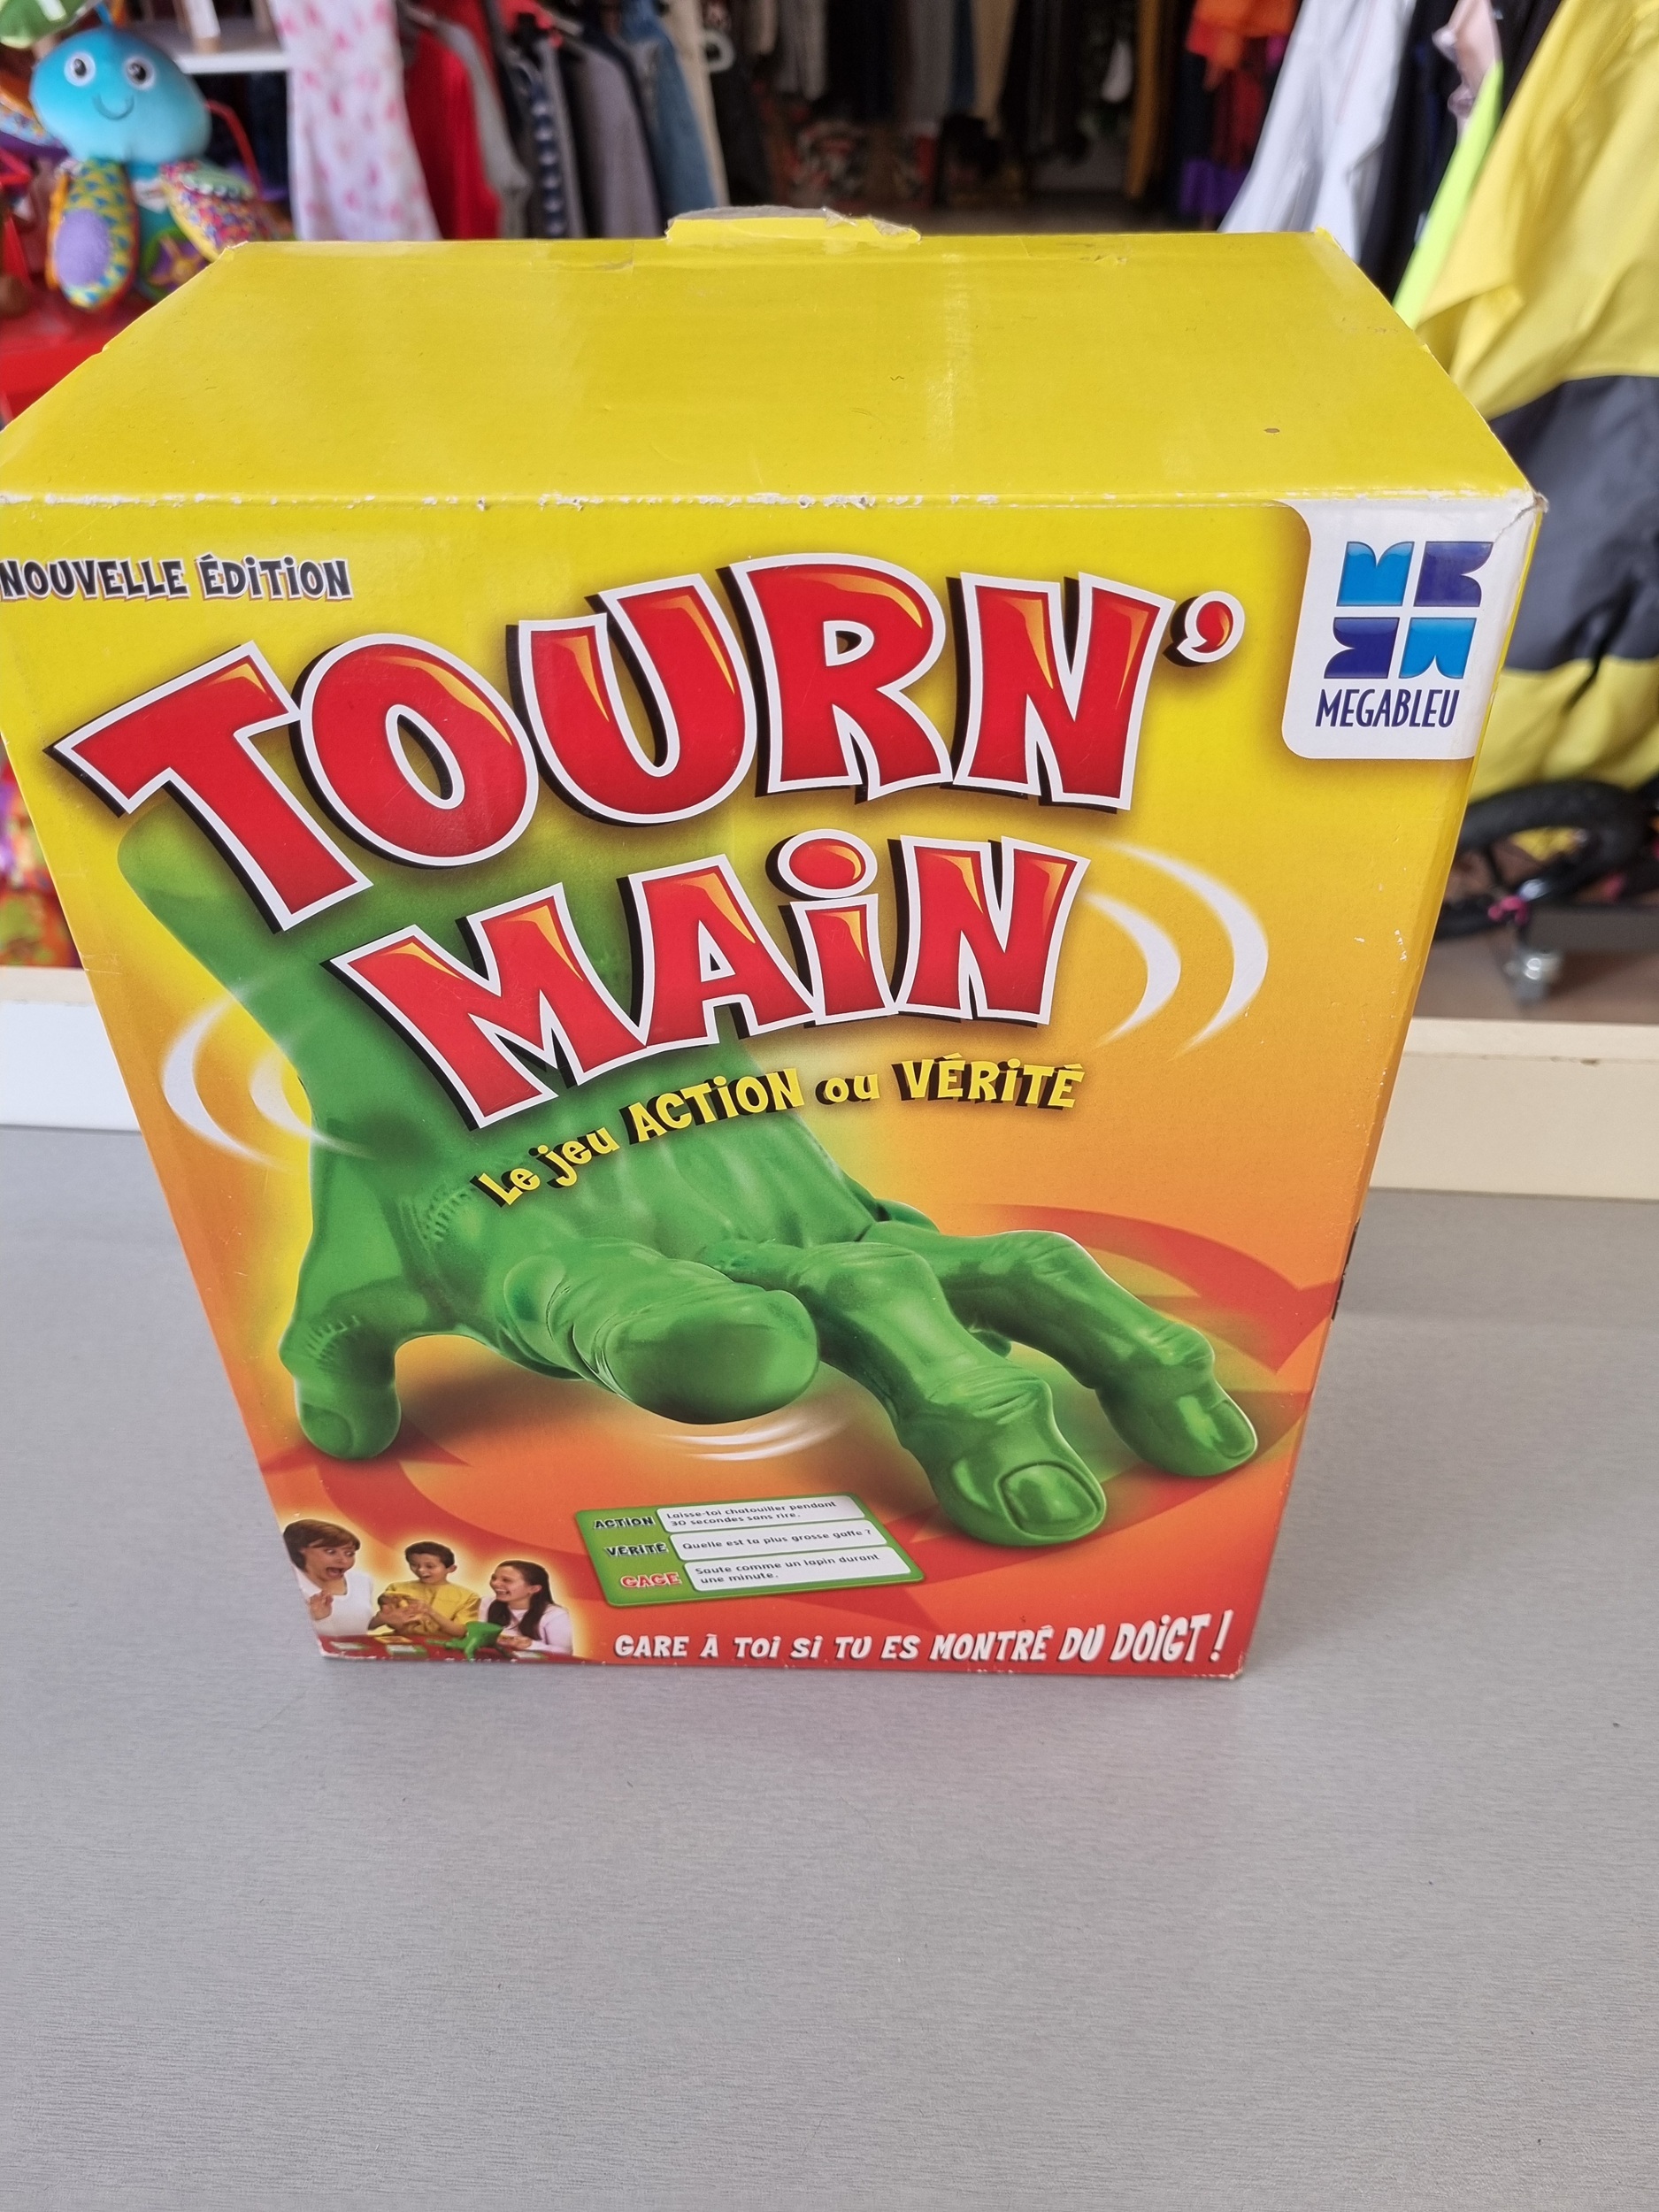 NOUVELLE ÉDITION
TOURN'
MAIN
MEGABLEU
Le jeu ACTION ou VÉRITÉ
ACTION
Laisse-toi chatouiller pendant
30 secondes sans rire.
VÉRITÉ
Quelle est ta plus grosse gaffe ?
GAGE
Saute comme un lapin durant
une minute.
GARE À TOI SI TU ES MONTRÉ DU DOIGT !